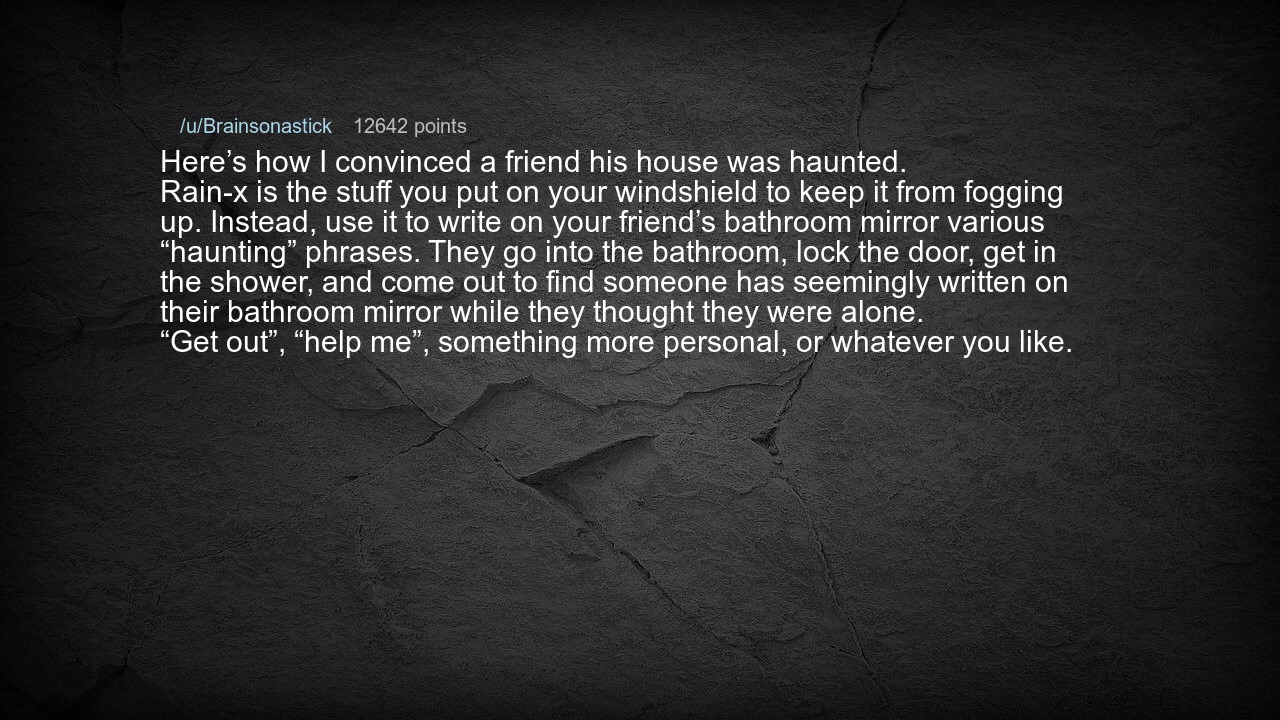 /u/Brainsonastick 12642 points
Here’s how I convinced a friend his house was haunted.
Rain-x is the stuff you put on your windshield to keep it from fogging
up. Instead, use it to write on your friend’s bathroom mirror various
“haunting” phrases. They go into the bathroom, lock the door, get in
the shower, and come out to find someone has seemingly written on
their bathroom mirror while they thought they were alone.
“Get out”, “help me”, something more personal, or whatever you like.